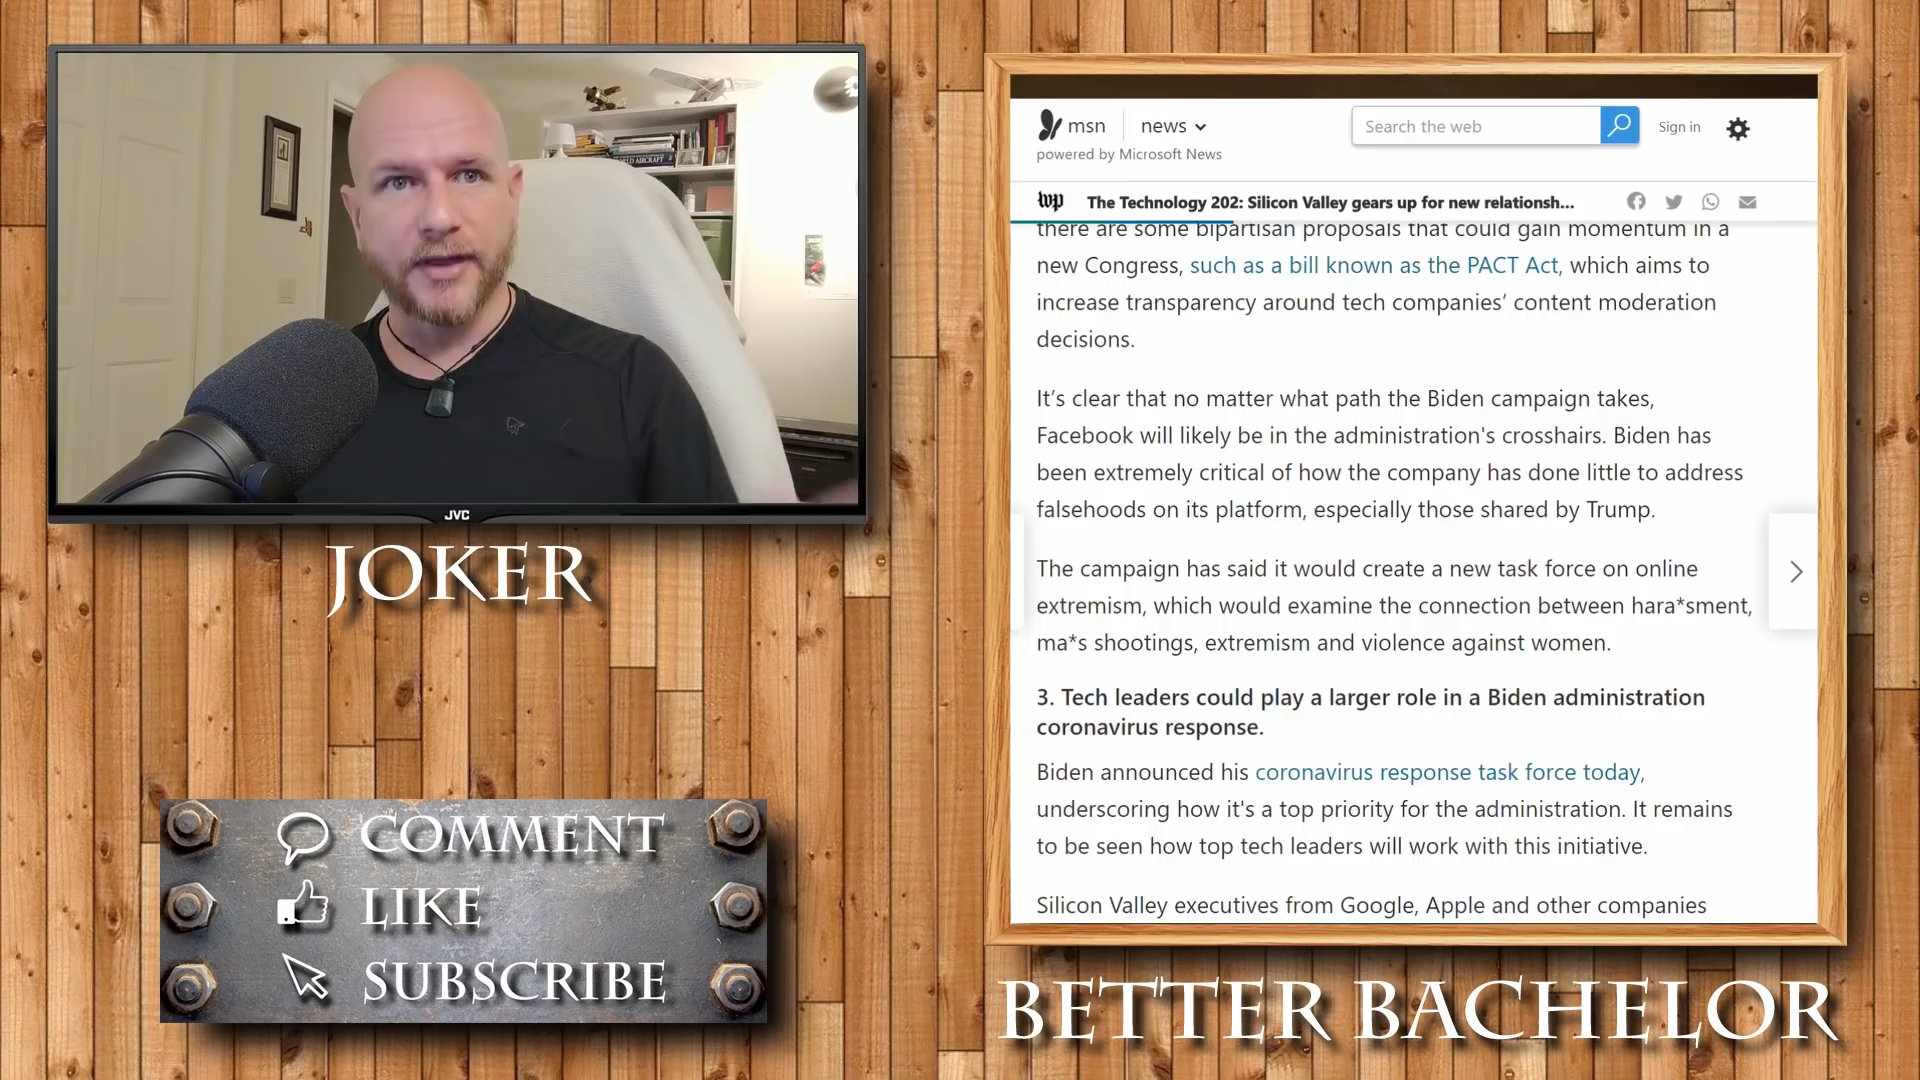 JVC
JOKER
COMMENT
LIKE
SUBSCRIBE
WORLD AIRCRAFT
msn
news
powered by Microsoft News
Search the web
Sign in
wp
The Technology 202: Silicon Valley gears up for new relationsh...
there are some bipartisan proposals that could gain momentum in a
new Congress, such as a bill known as the PACT Act, which aims to
increase transparency around tech companies’ content moderation
decisions.
It’s clear that no matter what path the Biden campaign takes,
Facebook will likely be in the administration's crosshairs. Biden has
been extremely critical of how the company has done little to address
falsehoods on its platform, especially those shared by Trump.
The campaign has said it would create a new task force on online
extremism, which would examine the connection between hara*sment,
ma*s shootings, extremism and violence against women.
3. Tech leaders could play a larger role in a Biden administration
coronavirus response.
Biden announced his coronavirus response task force today,
underscoring how it's a top priority for the administration. It remains
to be seen how top tech leaders will work with this initiative.
Silicon Valley executives from Google, Apple and other companies
BETTER BACHELOR